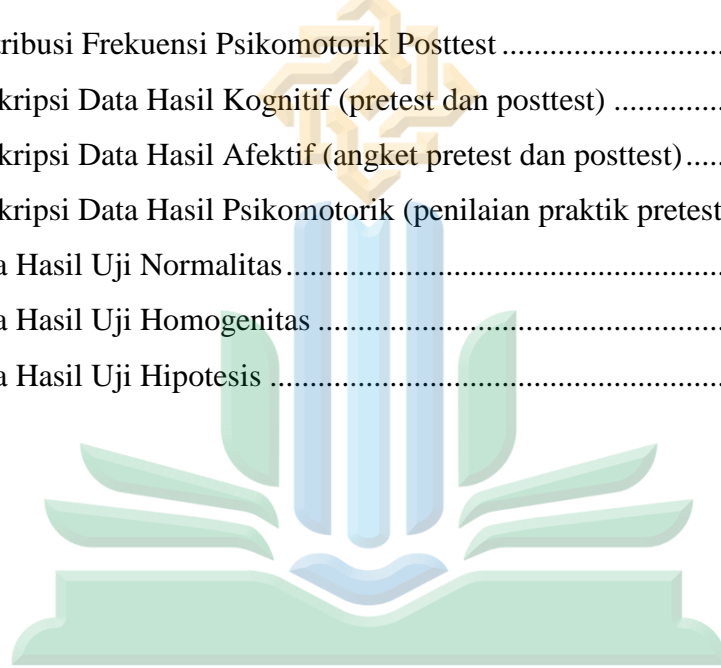 tribusi Frekuensi Psikomotorik Posttest ............................
kripsi Data Hasil Kognitif (pretest dan posttest) ..............
kripsi Data Hasil Afektif (angket pretest dan posttest).....
kripsi Data Hasil Psikomotorik (penilaian praktik pretest
a Hasil Uji Normalitas.......................................................
a Hasil Uji Homogenitas ...................................................
a Hasil Uji Hipotesis .........................................................